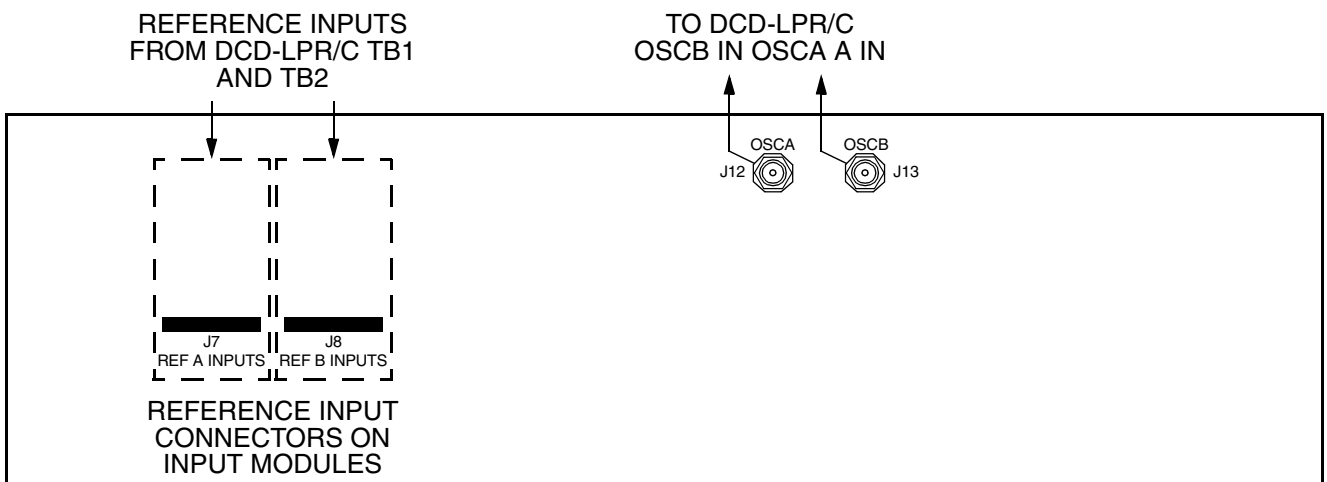 REFERENCE INPUTS
FROM DCD-LPR/C TB1
AND TB2
TO DCD-LPR/C
OSCB IN OSCA A IN
OSCA
J12
OSCB
J13
J7
REF A INPUTS
J8
REF B INPUTS
REFERENCE INPUT
CONNECTORS ON
INPUT MODULES